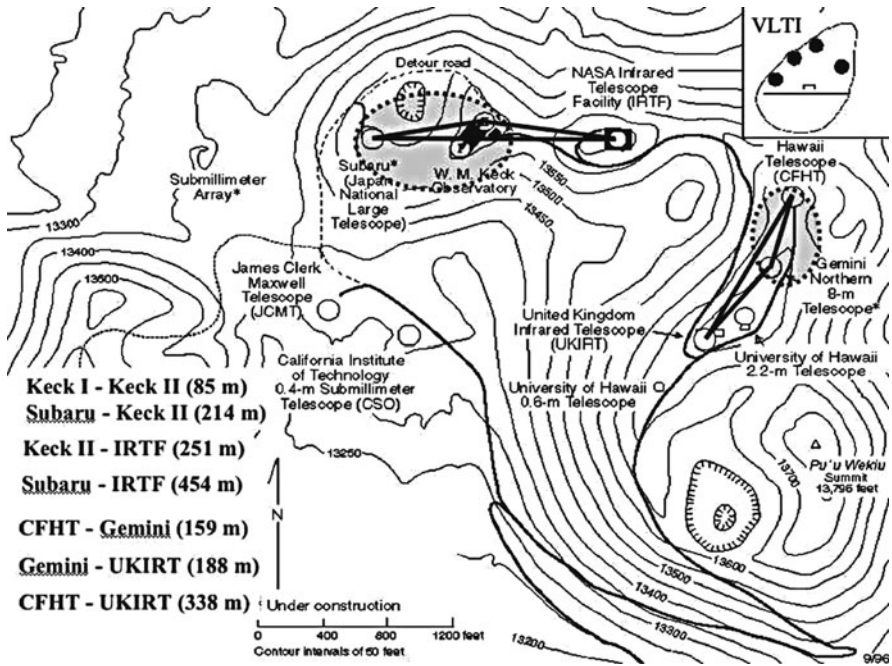 VLTI
Detour road
NASA Infrared
Telescope
Facility (IRTF)
Hawaii
Telescope
(CFHT)
Subaru*
(Japan
National
Large
Telescope)
W. M. Keck
Observatory
Submillimeter
Array*
13550
13500
13450
13300
13400
13500
James Clerk
Maxwell
Telescope
(JCMT)
Gemini
Northern
8-m
Telescope*
United Kingdom
Infrared Telescope
(UKIRT)
University of Hawaii
2.2-m Telescope
California Institute
of Technology
0.4-m Submillimeter
Telescope (CSO)
University of Hawaii
0.6-m Telescope
Keck I - Keck II (85 m)
Subaru - Keck II (214 m)
Keck II - IRTF (251 m)
Subaru - IRTF (454 m)
CFHT - Gemini (159 m)
Gemini - UKIRT (188 m)
CFHT - UKIRT (338 m)
13250
N
13700
Pu'u Wekiu
Summit
13,796 feet
13600
13500
13400
13300
13200
* Under construction
0 400 800 1200 feet
Contour intervals of 50 feet